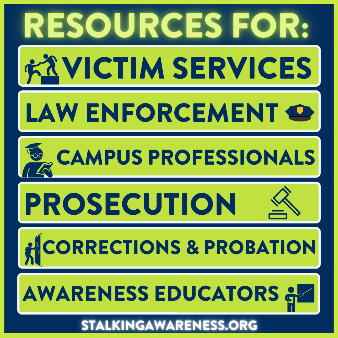 RESOURCES FOR:
VICTIM SERVICES
LAW ENFORCEMENT
CAMPUS PROFESSIONALS
PROSECUTION
CORRECTIONS & PROBATION
AWARENESS EDUCATORS
STALKINGAWARENESS.ORG